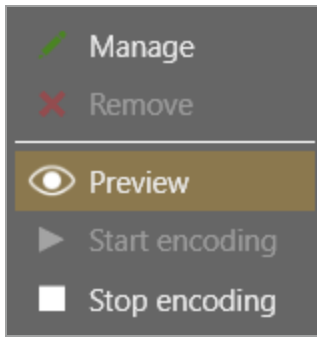 Manage
Remove
Preview
Start encoding
Stop encoding